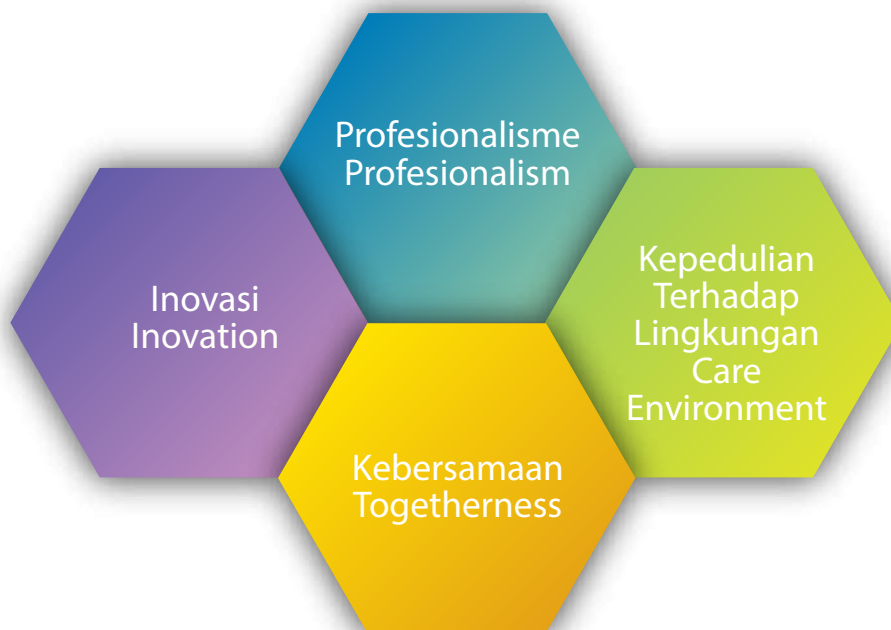 Profesionalisme
Profesionalism
Inovasi
Inovation
Kepedulian
Terhadap
Lingkungan
Care
Environment
Kebersamaan
Togetherness